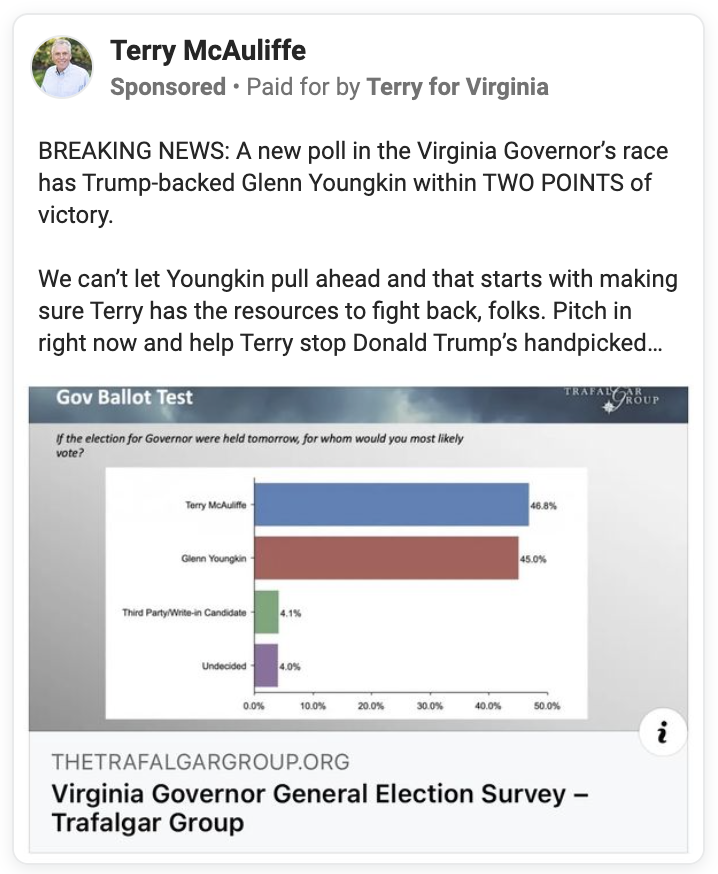 Terry McAuliffe
Sponsored • Paid for by Terry for Virginia
BREAKING NEWS: A new poll in the Virginia Governor’s race
has Trump-backed Glenn Youngkin within TWO POINTS of
victory.
We can’t let Youngkin pull ahead and that starts with making
sure Terry has the resources to fight back, folks. Pitch in
right now and help Terry stop Donald Trump’s handpicked…
Gov Ballot Test
TRAFALGAR
GROUP
If the election for Governor were held tomorrow, for whom would you most likely
vote?
Terry McAuliffe 46.8%
Glenn Youngkin 45.0%
Third Party/Write-in Candidate 4.1%
Undecided 4.0%
0.0% 10.0% 20.0% 30.0% 40.0% 50.0%
i
THETRAFALGARGROUP.ORG
Virginia Governor General Election Survey –
Trafalgar Group